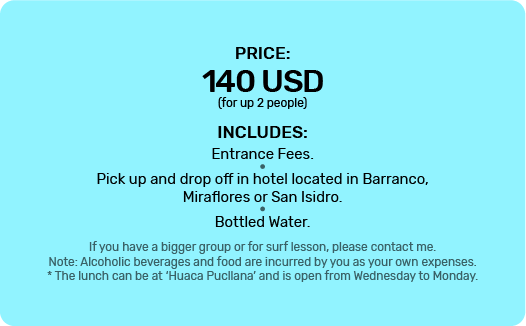 PRICE:
140 USD
(for up 2 people)
INCLUDES:
Entrance Fees.
•
Pick up and drop off in hotel located in Barranco,
Miraflores or San Isidro.
•
Bottled Water.
If you have a bigger group or for surf lesson, please contact me.
Note: Alcoholic beverages and food are incurred by you as your own expenses.
* The lunch can be at ‘Huaca Pucllana’ and is open from Wednesday to Monday.